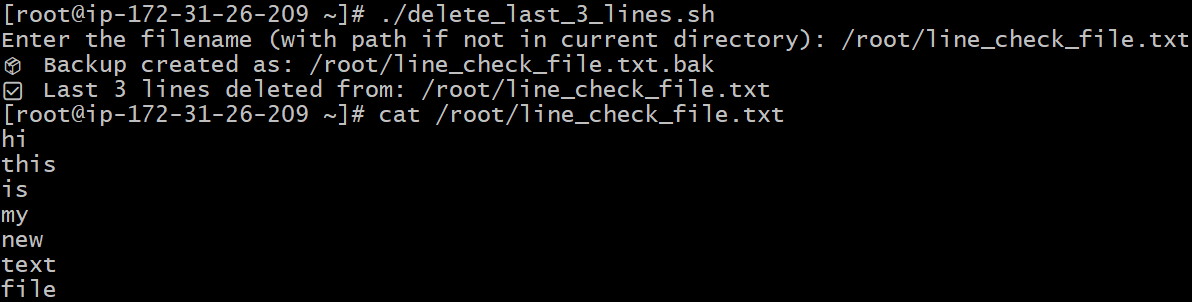 [root@ip-172-31-26-209 ~]# ./delete_last_3_lines.sh
Enter the filename (with path if not in current directory): /root/line_check_file.txt
📦 Backup created as: /root/line_check_file.txt.bak
☑ Last 3 lines deleted from: /root/line_check_file.txt
[root@ip-172-31-26-209 ~]# cat /root/line_check_file.txt
hi
this
is
my
new
text
file